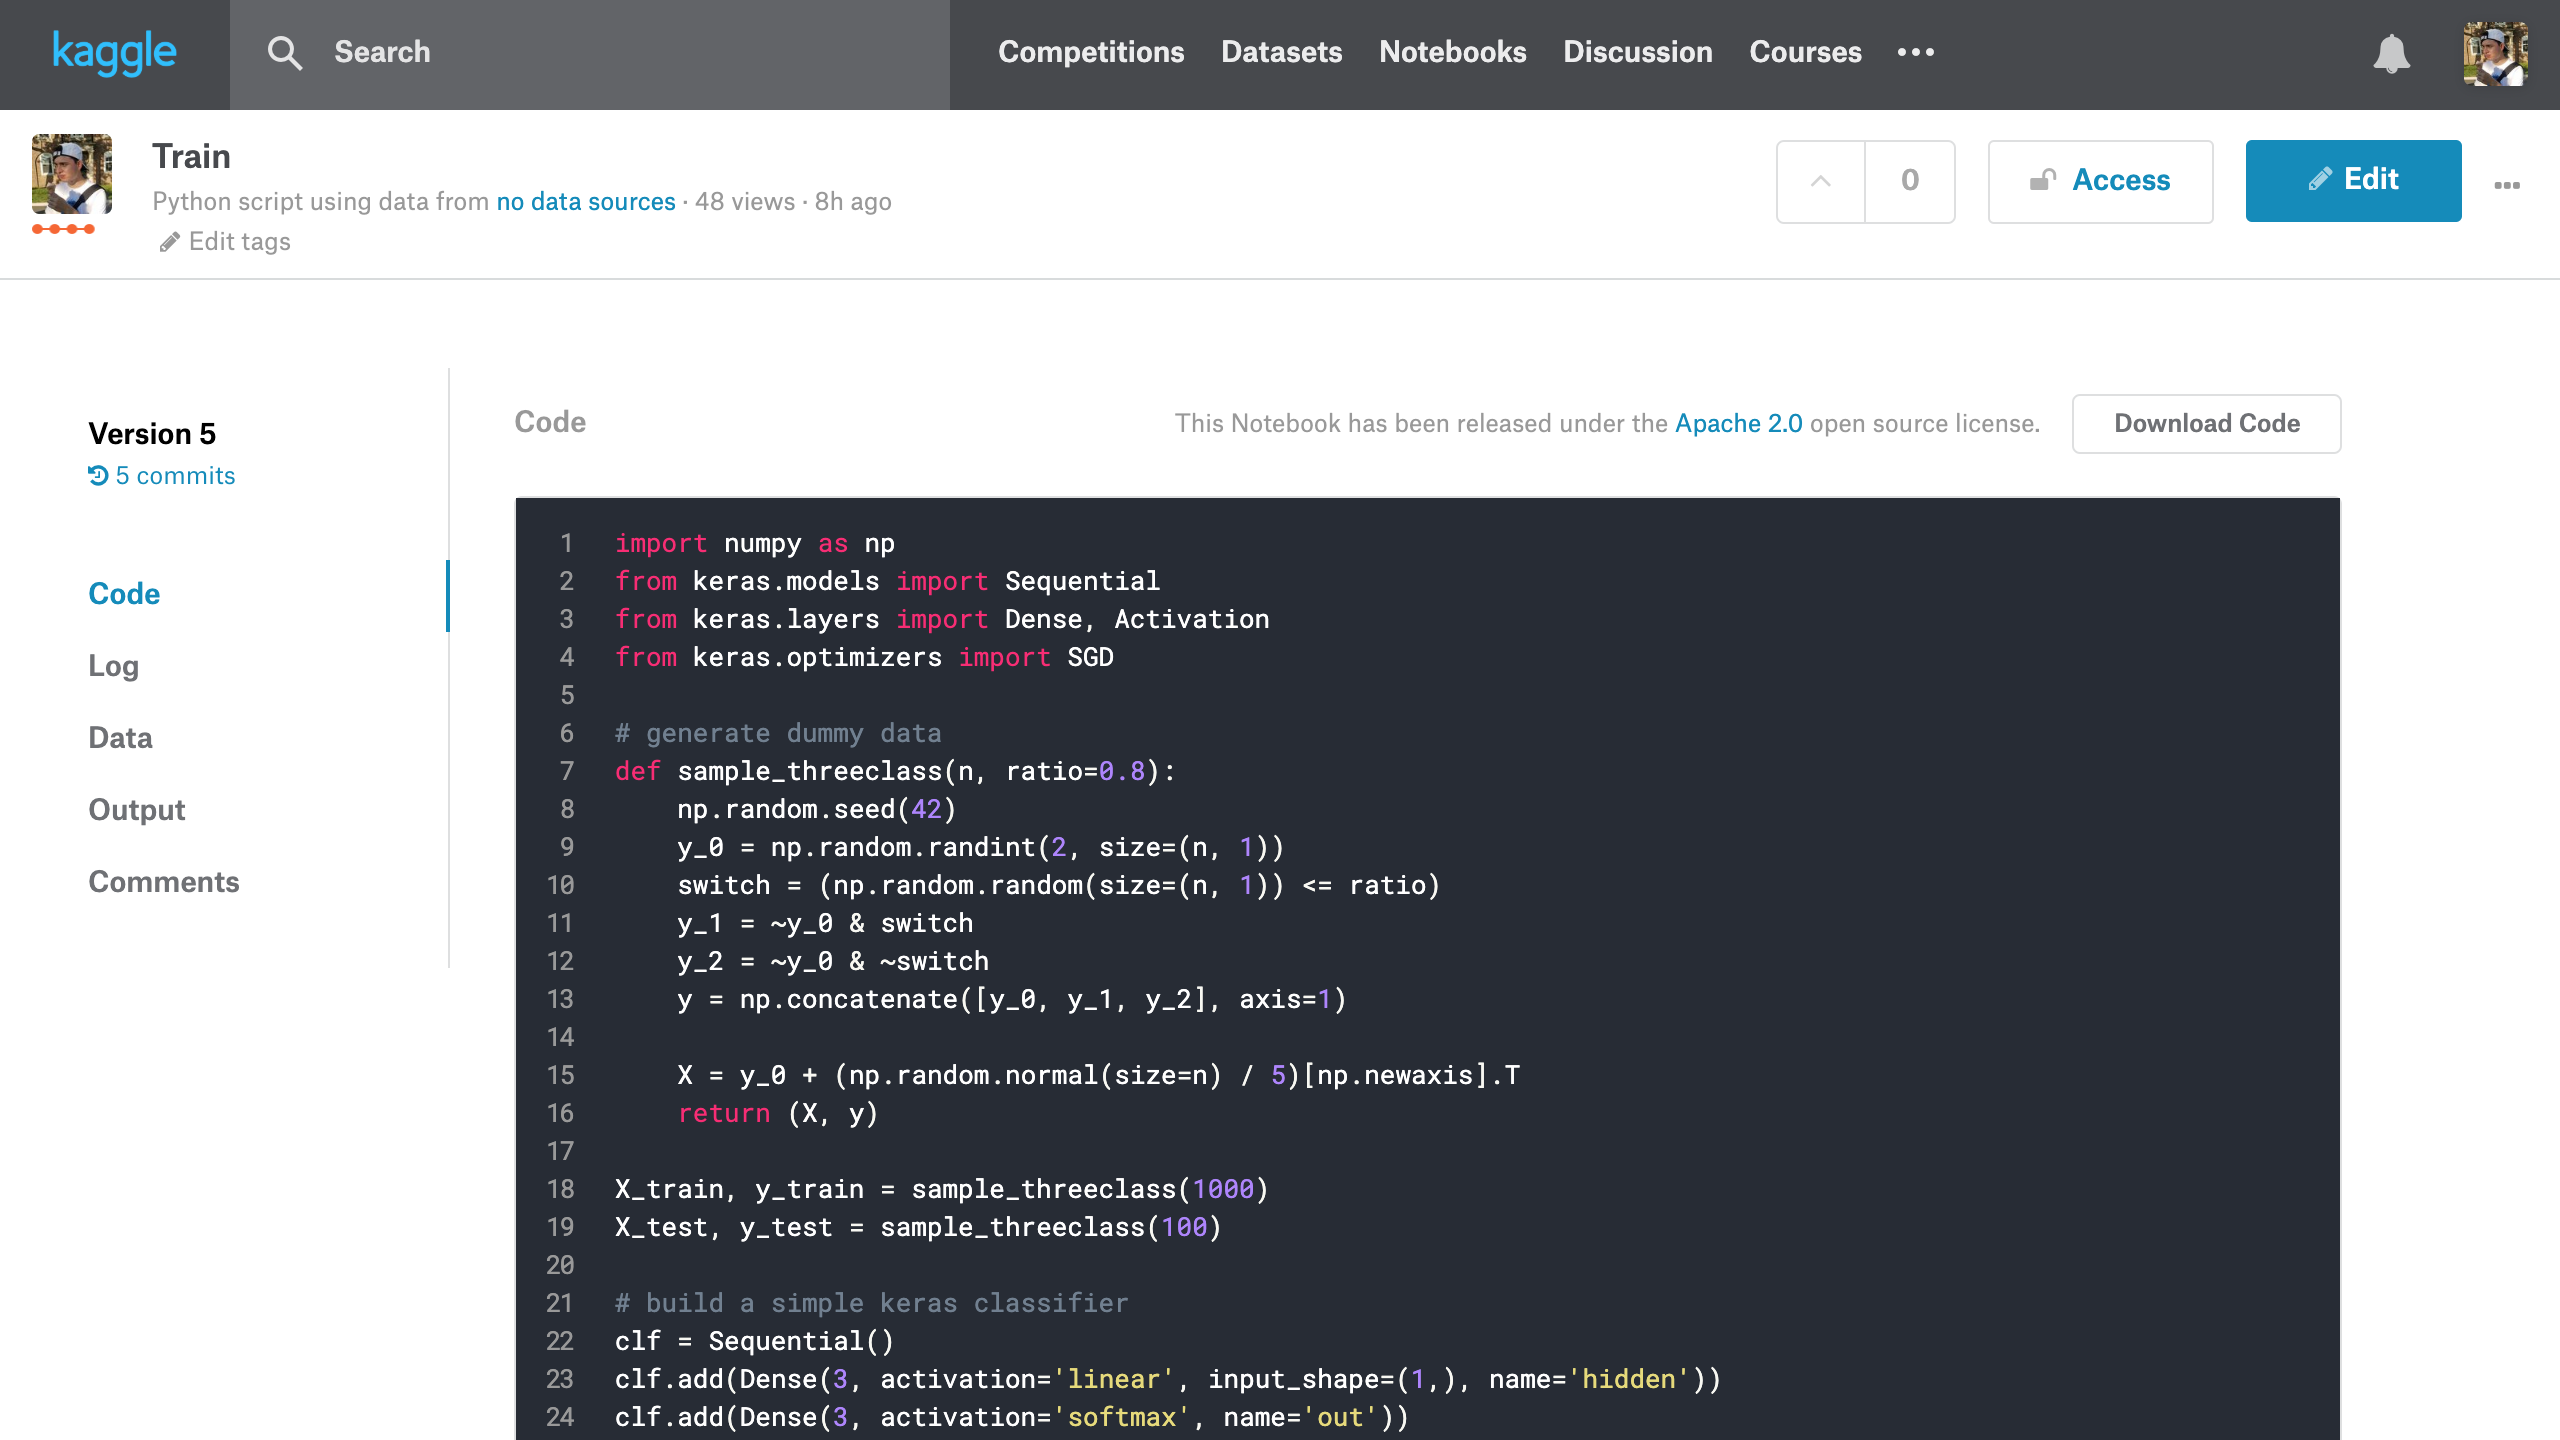 kaggle
Search
Competitions Datasets Notebooks Discussion Courses •••
Train
Python script using data from no data sources · 48 views · 8h ago
Edit tags
0
Access
Edit
Version 5
5 commits
Code
Log
Data
Output
Comments
Code
This Notebook has been released under the Apache 2.0 open source license.
Download Code
1 import numpy as np
2 from keras.models import Sequential
3 from keras.layers import Dense, Activation
4 from keras.optimizers import SGD
5
6 # generate dummy data
7 def sample_threeclass(n, ratio=0.8):
8     np.random.seed(42)
9     y_0 = np.random.randint(2, size=(n, 1))
10     switch = (np.random.random(size=(n, 1)) <= ratio)
11     y_1 = ~y_0 & switch
12     y_2 = ~y_0 & ~switch
13     y = np.concatenate([y_0, y_1, y_2], axis=1)
14
15     X = y_0 + (np.random.normal(size=n) / 5)[np.newaxis].T
16     return (X, y)
17
18 X_train, y_train = sample_threeclass(1000)
19 X_test, y_test = sample_threeclass(100)
20
21 # build a simple keras classifier
22 clf = Sequential()
23 clf.add(Dense(3, activation='linear', input_shape=(1,), name='hidden'))
24 clf.add(Dense(3, activation='softmax', name='out'))